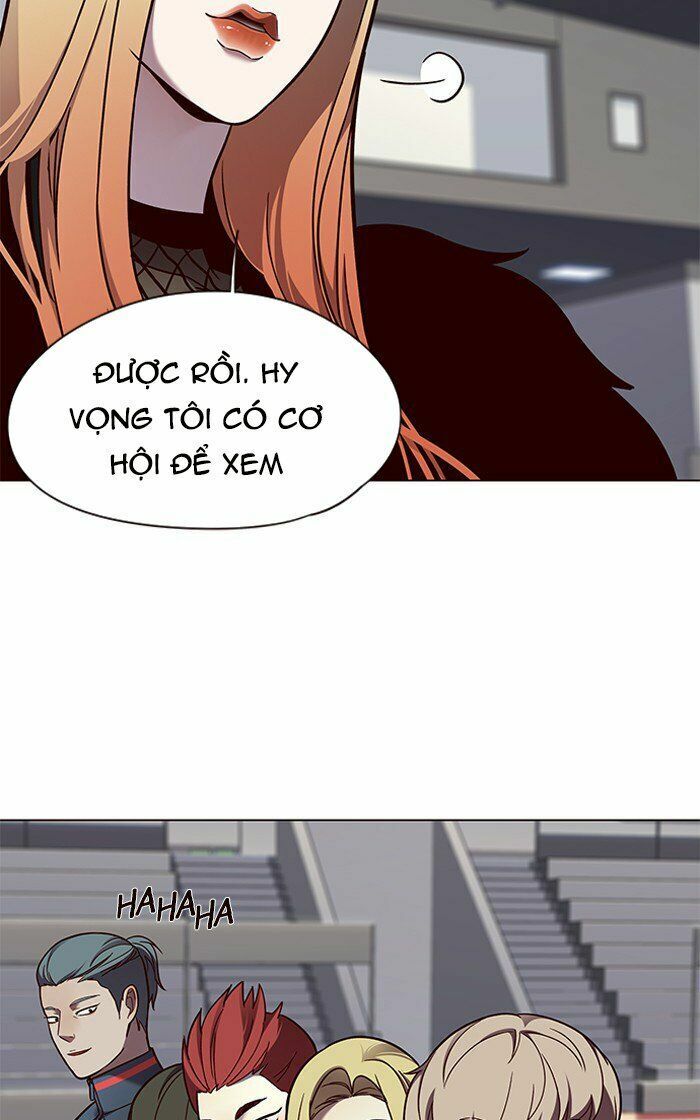 ĐƯỢC RỒI. HY
VỌNG TÔI CÓ CƠ
HỘI ĐỂ XEM
HAHAHA